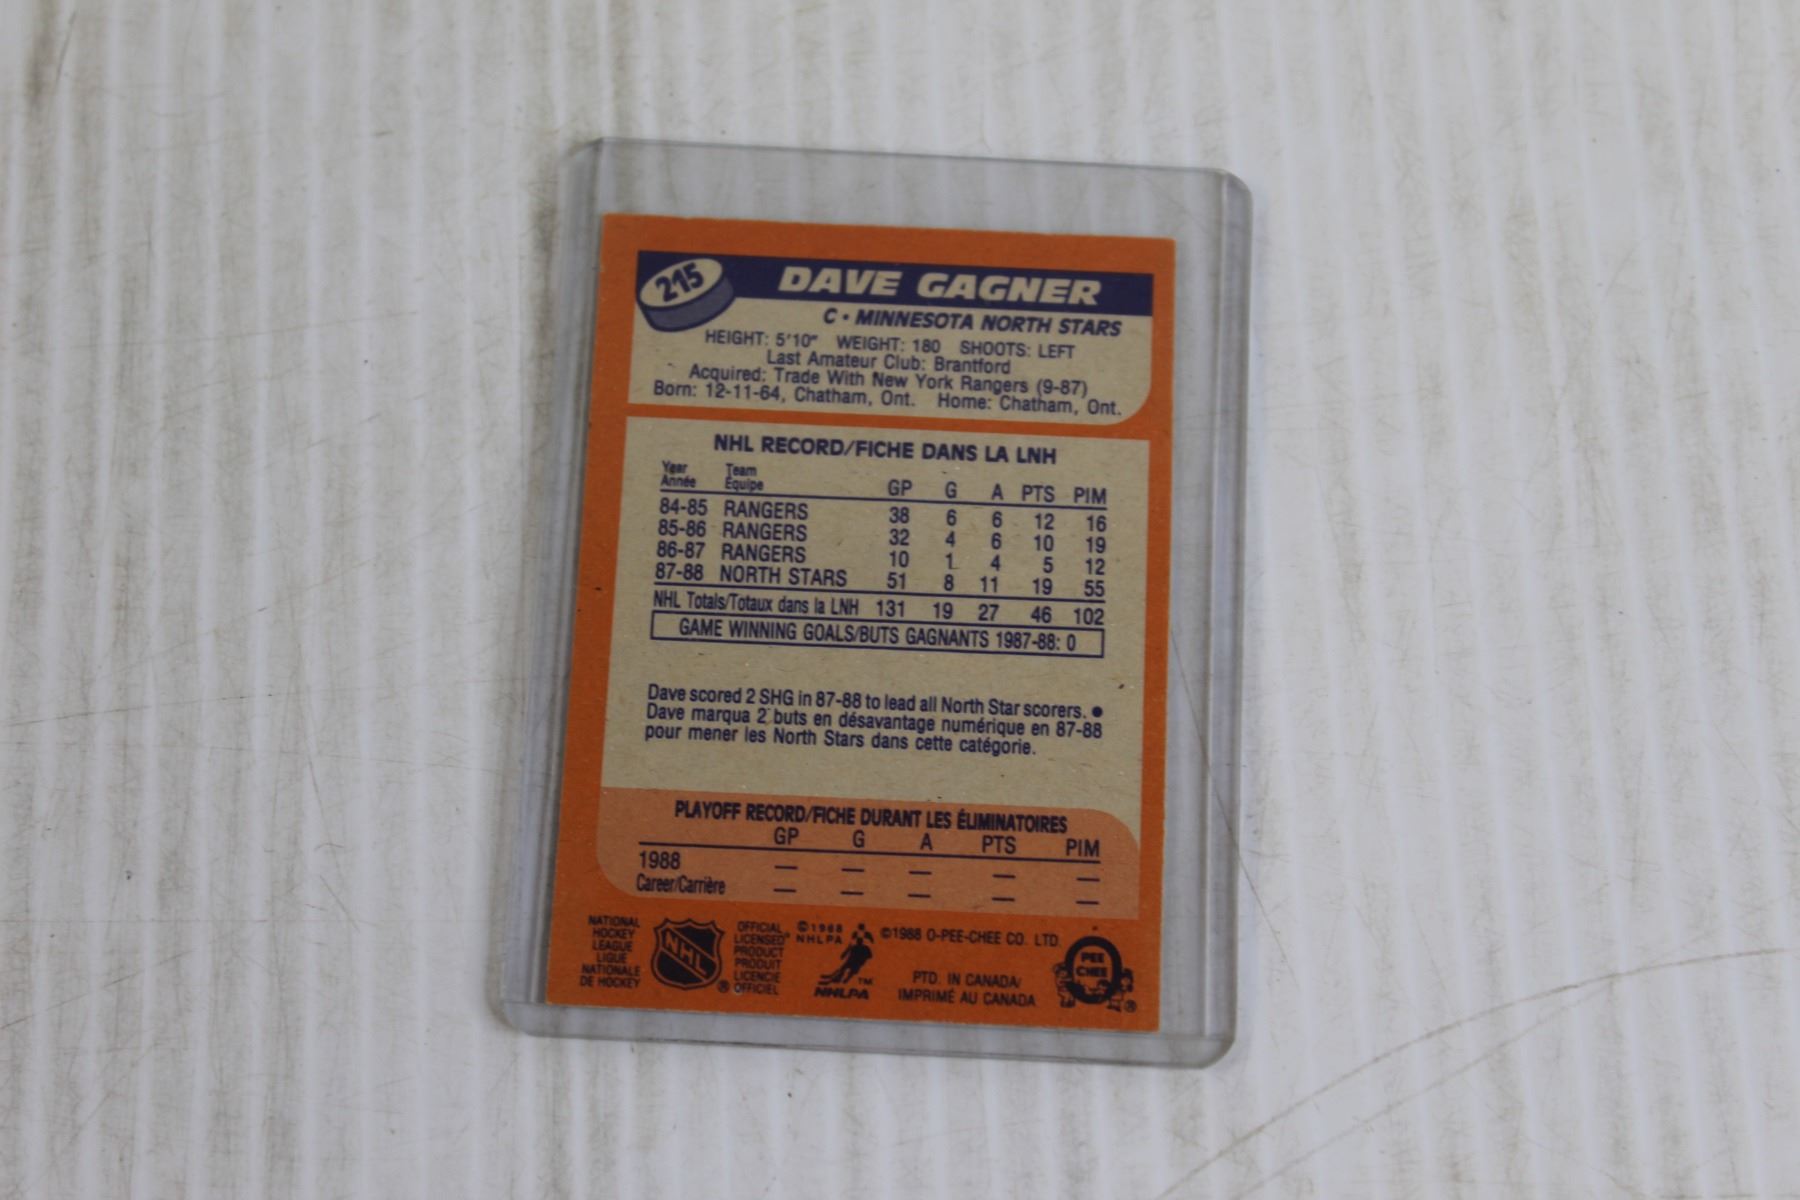 215
DAVE GAGNER
C • MINNESOTA NORTH STARS
HEIGHT: 5'10" WEIGHT: 180 SHOOTS: LEFT
Last Amateur Club: Brantford
Acquired: Trade With New York Rangers (9-87)
Born: 12-11-64, Chatham, Ont. Home: Chatham, Ont.
NHL RECORD/FICHE DANS LA LNH
Year Team
Année Équipe GP G A PTS PIM
84-85 RANGERS 38 6 6 12 16
85-86 RANGERS 32 4 6 10 19
86-87 RANGERS 10 1 4 5 12
87-88 NORTH STARS 51 8 11 19 55
NHL Totals/Totaux dans la LNH 131 19 27 46 102
GAME WINNING GOALS/BUTS GAGNANTS 1987-88: 0
Dave scored 2 SHG in 87-88 to lead all North Star scorers. •
Dave marqua 2 buts en désavantage numérique en 87-88
pour mener les North Stars dans cette catégorie.
PLAYOFF RECORD/FICHE DURANT LES ÉLIMINATOIRES
GP G A PTS PIM
1988 — — — — —
Career/Carrière — — — — —
NATIONAL
HOCKEY
LEAGUE
LIGUE
NATIONALE
DE HOCKEY
NHL
®
OFFICIAL
LICENSED
PRODUCT
PRODUIT
LICENCIE
OFFICIEL
©1988
NHLPA
TM
NHLPA
©1988 O-PEE-CHEE CO. LTD.
PTD. IN CANADA/
IMPRIMÉ AU CANADA
O
PEE
CHEE
®